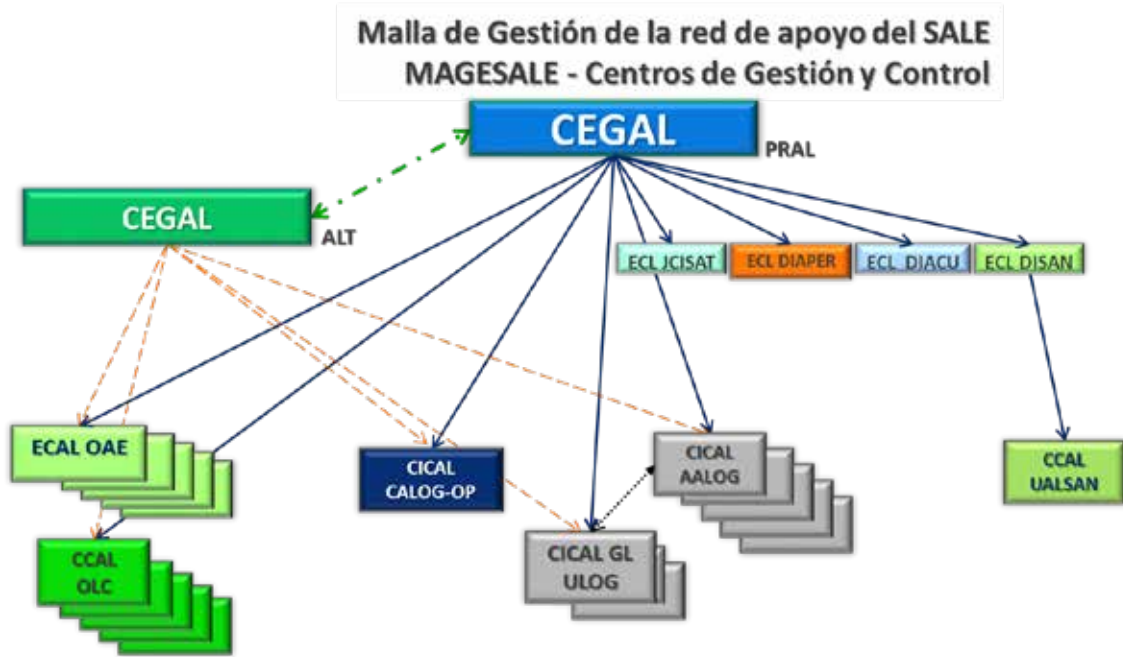 Malla de Gestión de la red de apoyo del SALE
MAGESALE - Centros de Gestión y Control
CEGAL
PRAL
CEGAL
ALT
ECL JCISAT
ECL DIAPER
ECL DIACU
ECL DISAN
ECAL OAE
CICAL
CALOG-OP
CICAL
AALOG
CCAL
UALSAN
CCAL
OLC
CICAL GL
ULOG